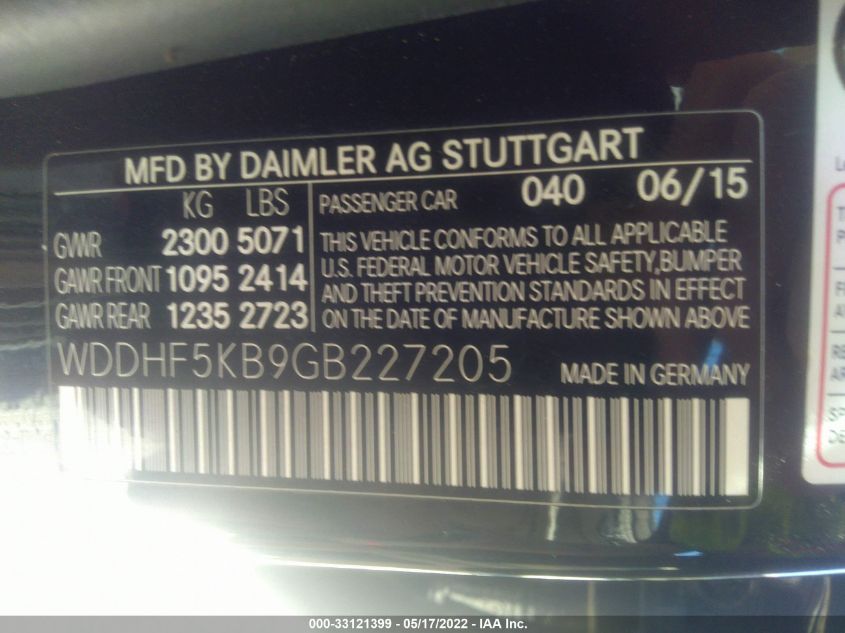 MFD BY DAIMLER AG STUTTGART
KG LBS
GVWR 2300 5071
GAWR FRONT 1095 2414
GAWR REAR 1235 2723
PASSENGER CAR 040 06/15
THIS VEHICLE CONFORMS TO ALL APPLICABLE
U.S. FEDERAL MOTOR VEHICLE SAFETY,BUMPER
AND THEFT PREVENTION STANDARDS IN EFFECT
ON THE DATE OF MANUFACTURE SHOWN ABOVE
WDDHF5KB9GB227205 MADE IN GERMANY
000-33121399 - 05/17/2022 - IAA Inc.